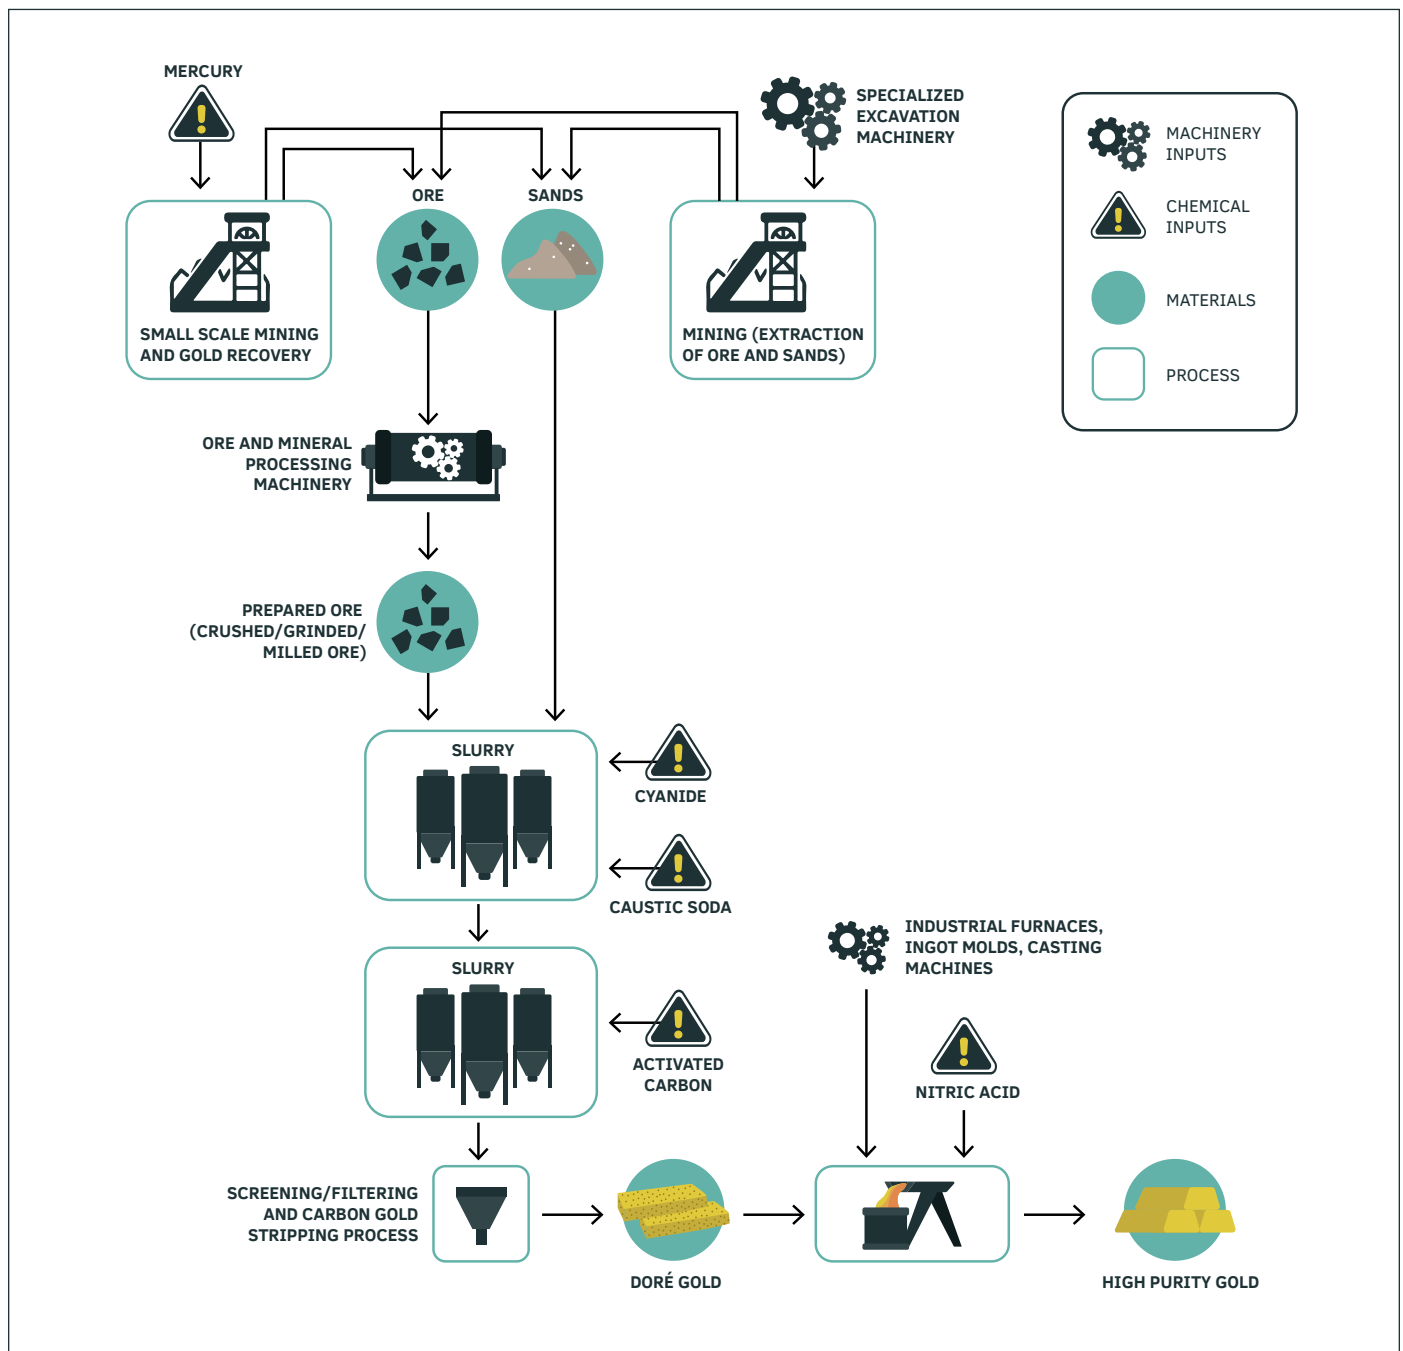 MERCURY
SPECIALIZED
EXCAVATION
MACHINERY
MACHINERY
INPUTS
CHEMICAL
INPUTS
MATERIALS
PROCESS
ORE
SANDS
SMALL SCALE MINING
AND GOLD RECOVERY
MINING (EXTRACTION
OF ORE AND SANDS)
ORE AND MINERAL
PROCESSING
MACHINERY
PREPARED ORE
(CRUSHED/GRINDED/
MILLED ORE)
SLURRY
CYANIDE
CAUSTIC SODA
SLURRY
ACTIVATED
CARBON
INDUSTRIAL FURNACES,
INGOT MOLDS, CASTING
MACHINES
NITRIC ACID
SCREENING/FILTERING
AND CARBON GOLD
STRIPPING PROCESS
DORÉ GOLD
HIGH PURITY GOLD